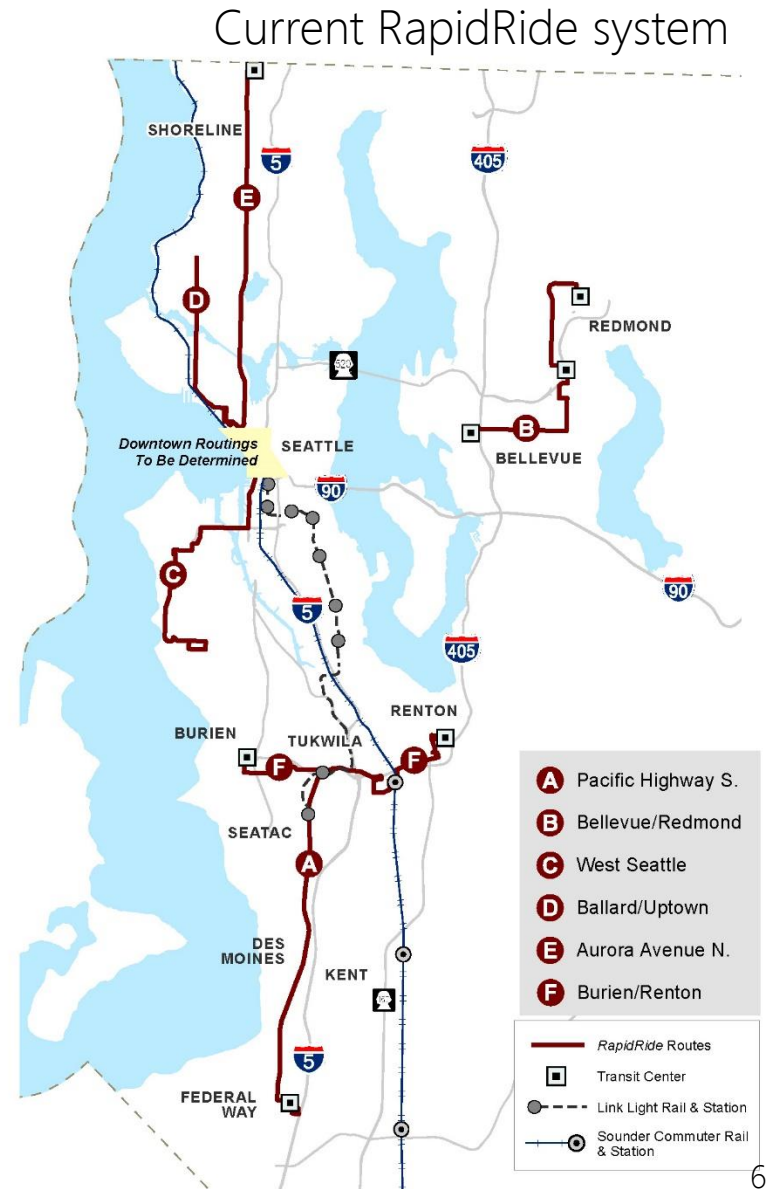 Current RapidRide system
SHORELINE
5
405
E
D
REDMOND
520
Downtown Routings
To Be Determined
SEATTLE
B
BELLEVUE
90
C
5
90
405
RENTON
BURIEN
TUKWILA
F
F
SEATAC
A
DES
MOINES
KENT
5
FEDERAL
WAY
A Pacific Highway S.
B Bellevue/Redmond
C West Seattle
D Ballard/Uptown
E Aurora Avenue N.
F Burien/Renton
RapidRide Routes
Transit Center
Link Light Rail & Station
Sounder Commuter Rail
& Station
6